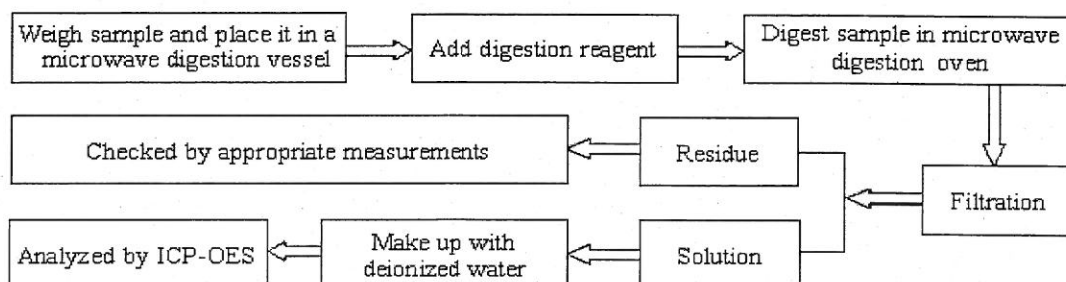 Weigh sample and place it in a
microwave digestion vessel
Add digestion reagent
Digest sample in microwave
digestion oven
Checked by appropriate measurements
Residue
Filtration
Analyzed by ICP-OES
Make up with
deionized water
Solution